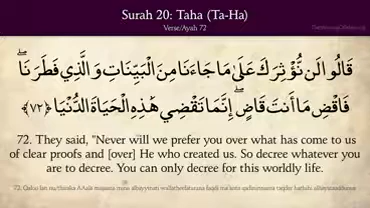 Surah 20: Taha (Ta-Ha)
Verse/Ayah 72
قَالُوا لَن نُّؤْثِرَكَ عَلَىٰ مَا جَاءَنَا مِنَ الْبَيِّنَاتِ وَالَّذِي فَطَرَنَا ۖ
فَاقْضِ مَا أَنتَ قَاضٍ ۖ إِنَّمَا تَقْضِي هَٰذِهِ الْحَيَاةَ الدُّنْيَا ﴿٧٢﴾
72. They said, "Never will we prefer you over what has come to us
of clear proofs and [over] He who created us. So decree whatever you
are to decree. You can only decree for this worldly life.